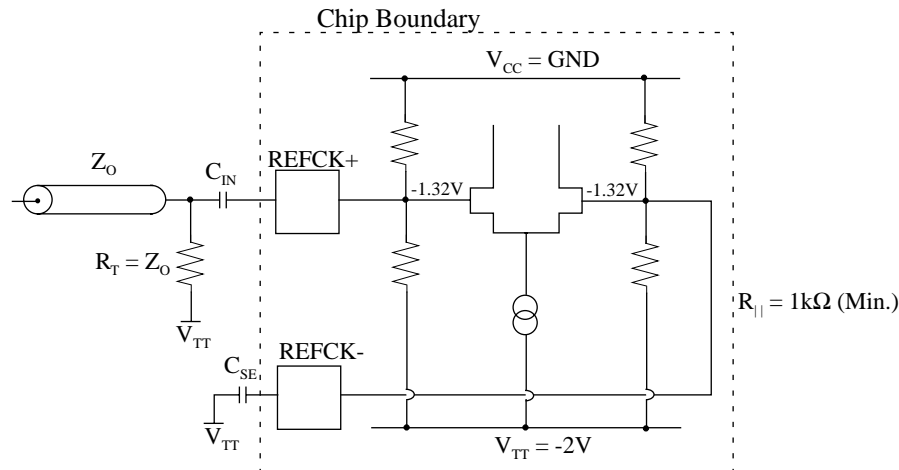 Chip Boundary
V_CC = GND
Z_O
C_IN
REFCK+
-1.32V
-1.32V
R_T = Z_O
R_|| = 1kΩ (Min.)
V_TT
REFCK-
C_SE
V_TT
V_TT = -2V